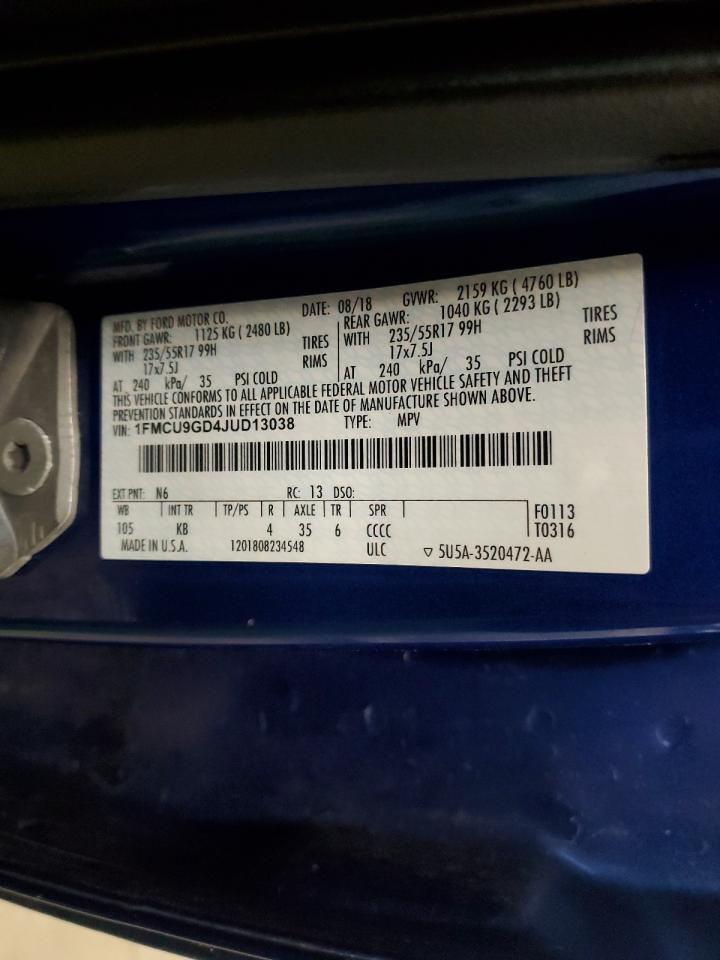 MFD. BY FORD MOTOR CO.
DATE: 08/18 GVWR: 2159 KG ( 4760 LB)
FRONT GAWR: 1125 KG ( 2480 LB)
WITH 235/55R17 99H TIRES
17x7.5J RIMS
AT 240 kPa/ 35 PSI COLD
REAR GAWR: 1040 KG ( 2293 LB)
WITH 235/55R17 99H TIRES
17x7.5J RIMS
AT 240 kPa/ 35 PSI COLD
THIS VEHICLE CONFORMS TO ALL APPLICABLE FEDERAL MOTOR VEHICLE SAFETY AND THEFT
PREVENTION STANDARDS IN EFFECT ON THE DATE OF MANUFACTURE SHOWN ABOVE.
VIN: 1FMCU9GD4JUD13038 TYPE: MPV
EXT PNT: N6 RC: 13 DSO:
WB INT TR TP/PS R AXLE TR SPR F0113
105 KB 4 35 6 CCCC T0316
MADE IN U.S.A. 1201808234548 ULC ▽ 5U5A-3520472-AA